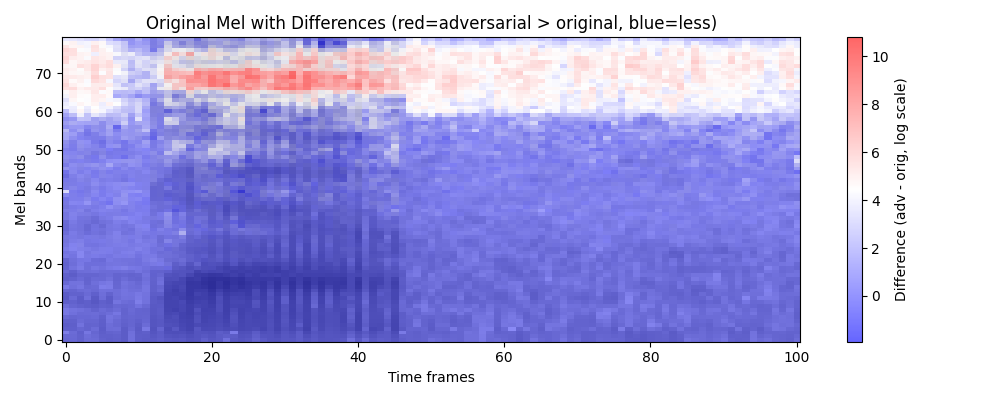 Original Mel with Differences (red=adversarial > original, blue=less)
Mel bands
70
60
50
40
30
20
10
0
0 20 40 60 80 100
Time frames
10
8
6
4
2
0
Difference (adv - orig, log scale)